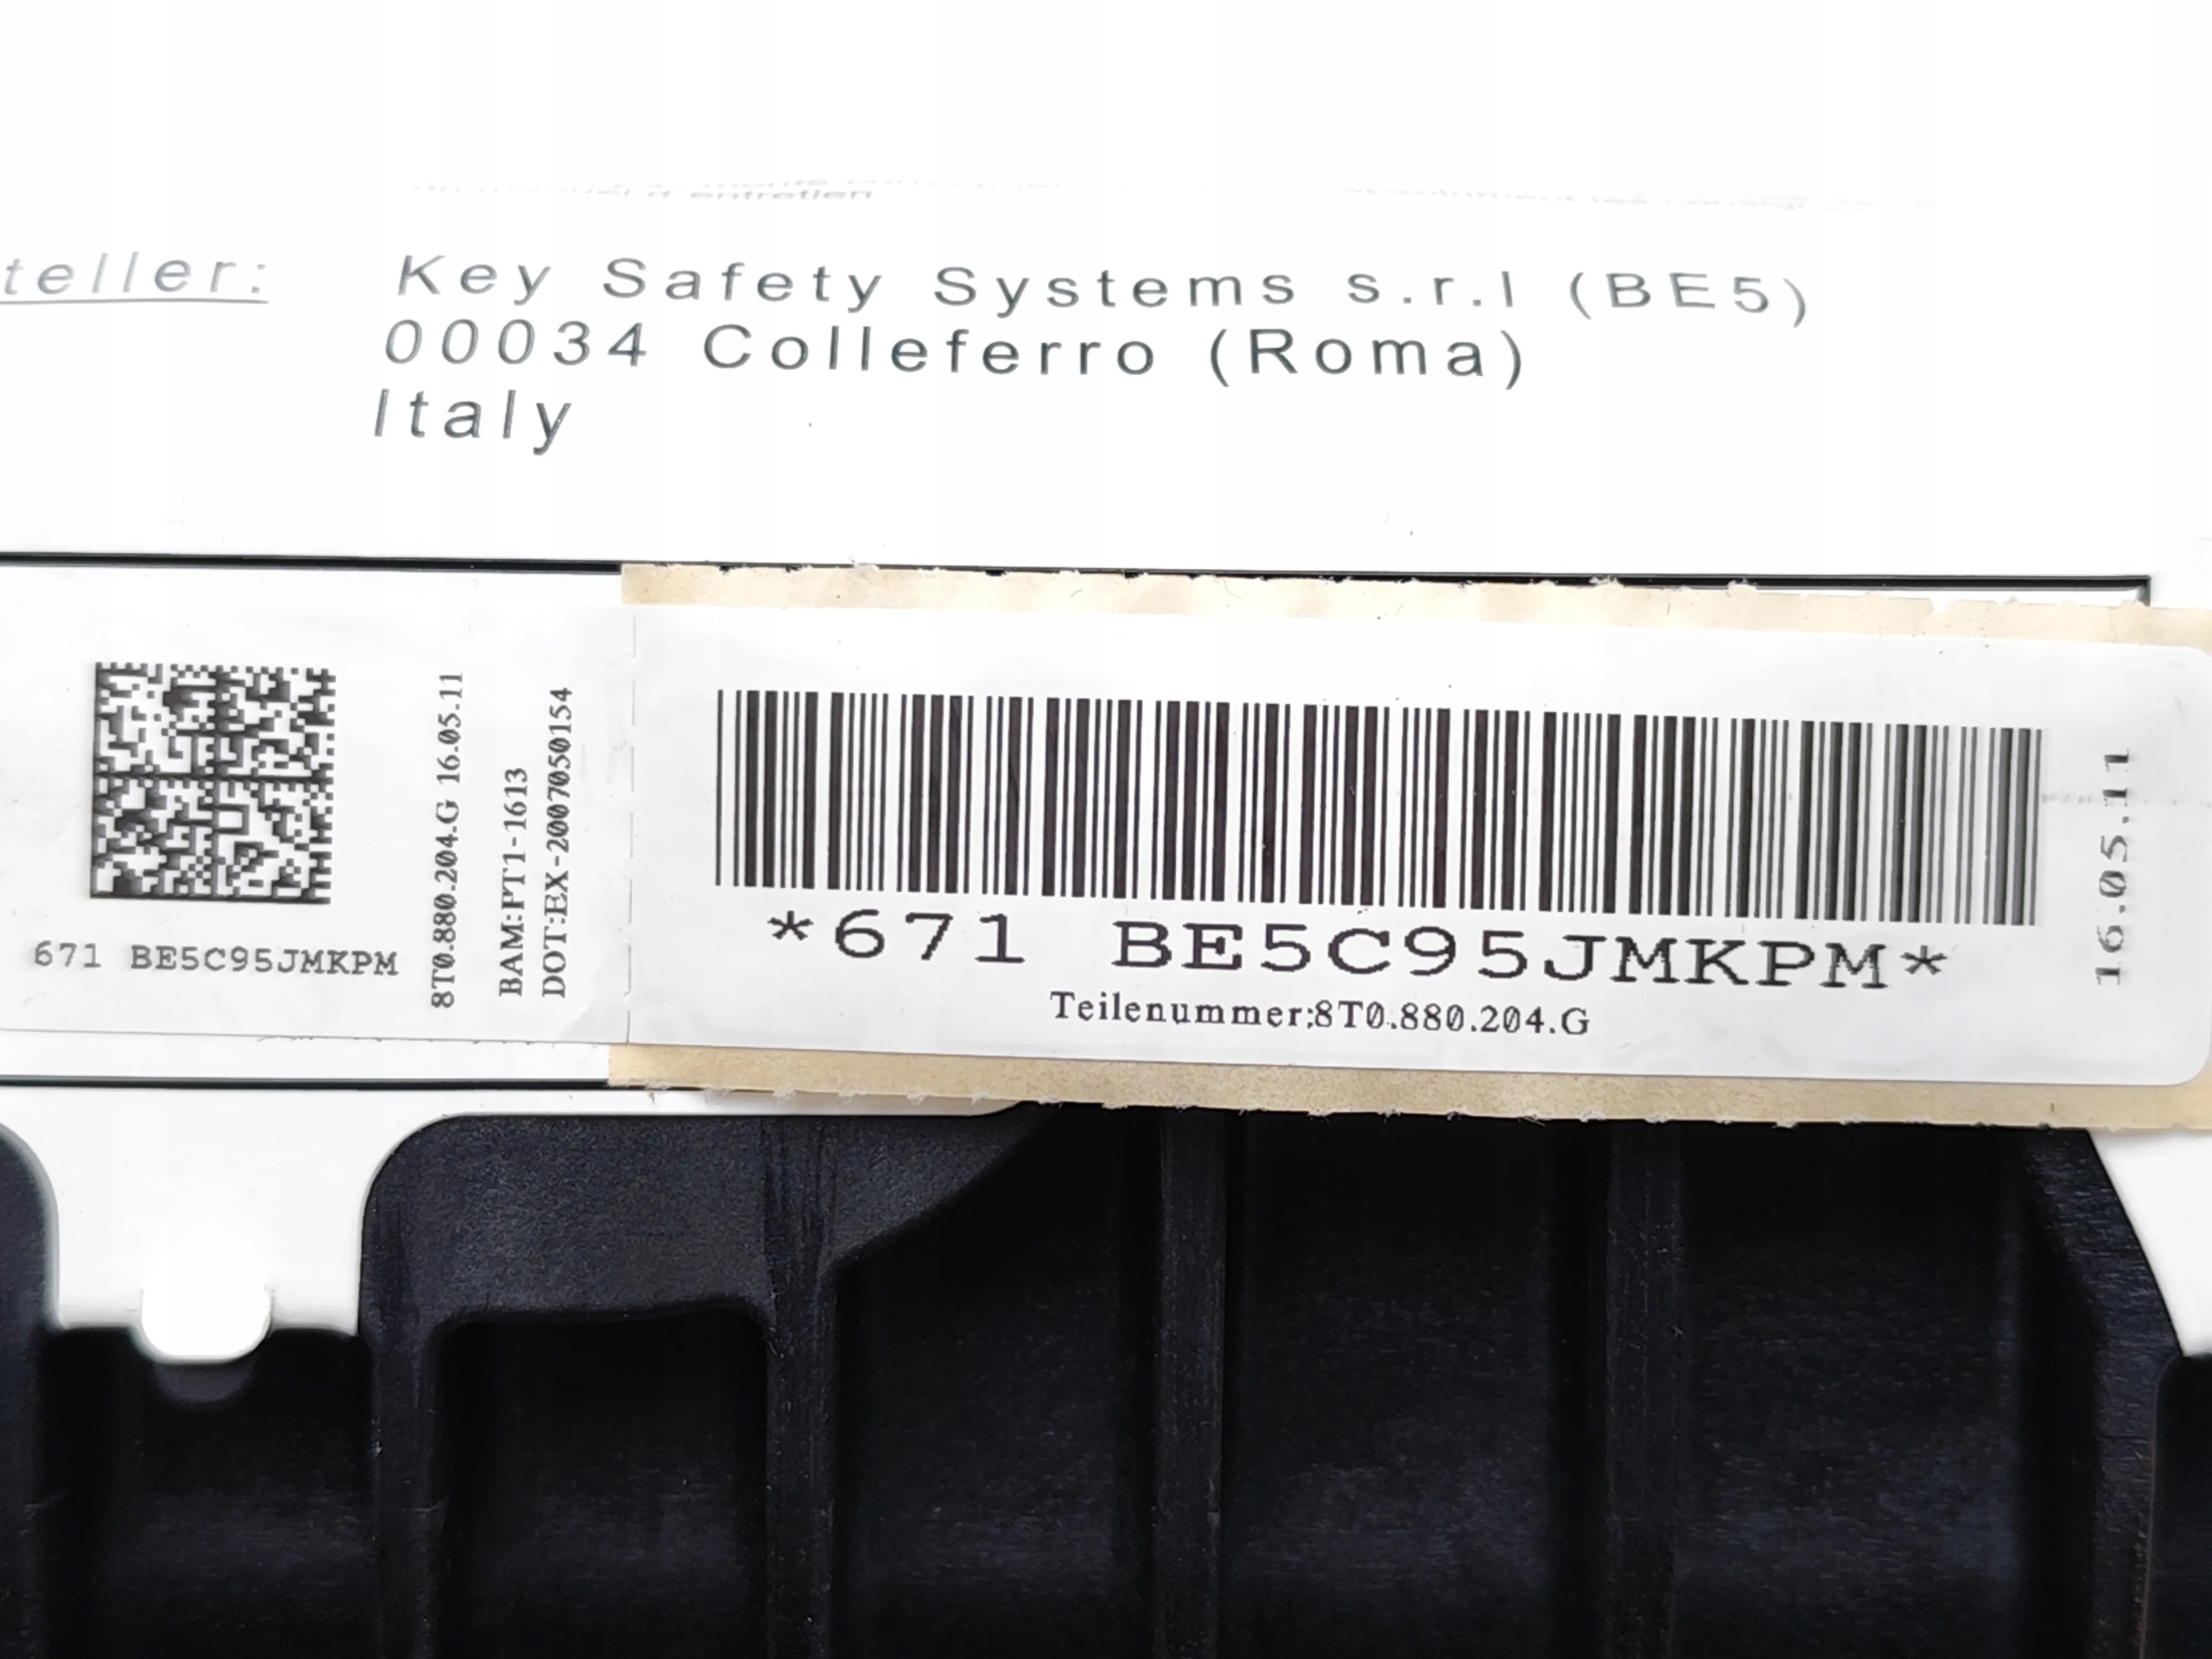 d'entretien
teller:
Key Safety Systems s.r.l (BE5)
00034 Colleferro (Roma)
Italy
671 BE5C95JMKPM
8T0.880.204.G 16.05.11
BAM:PT1-1613
DOT:EX-2007050154
*671 BE5C95JMKPM*
Teilenummer:8T0.880.204.G
16.05.11